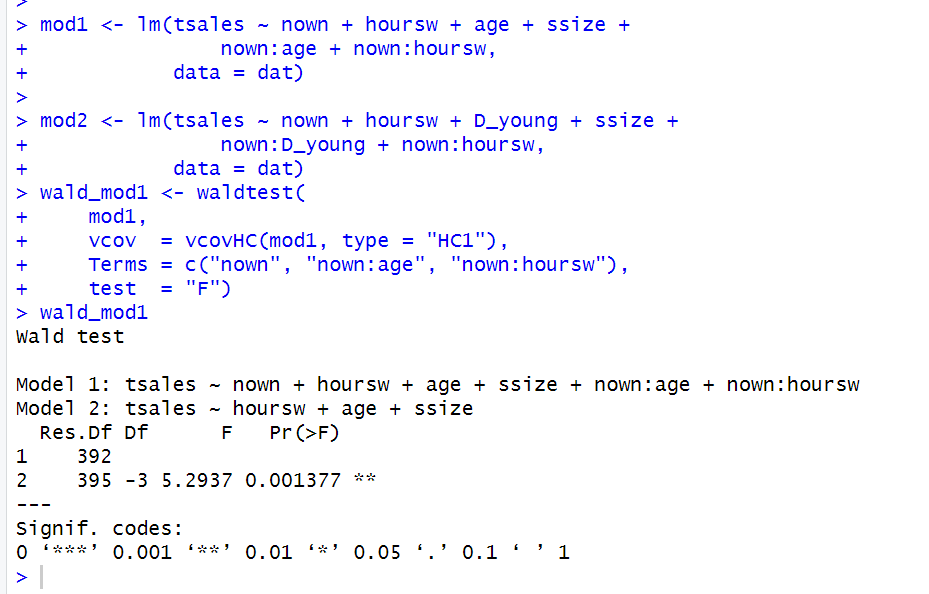 >
> mod1 <- lm(tsales ~ nown + hoursw + age + ssize +
+                nown:age + nown:hoursw,
+            data = dat)
>
> mod2 <- lm(tsales ~ nown + hoursw + D_young + ssize +
+                nown:D_young + nown:hoursw,
+            data = dat)
> wald_mod1 <- waldtest(
+     mod1,
+     vcov  = vcovHC(mod1, type = "HC1"),
+     Terms = c("nown", "nown:age", "nown:hoursw"),
+     test  = "F")
> wald_mod1
Wald test

Model 1: tsales ~ nown + hoursw + age + ssize + nown:age + nown:hoursw
Model 2: tsales ~ hoursw + age + ssize
  Res.Df Df      F   Pr(>F)
1    392
2    395 -3 5.2937 0.001377 **
---
Signif. codes:
0 ‘***’ 0.001 ‘**’ 0.01 ‘*’ 0.05 ‘.’ 0.1 ‘ ’ 1
>